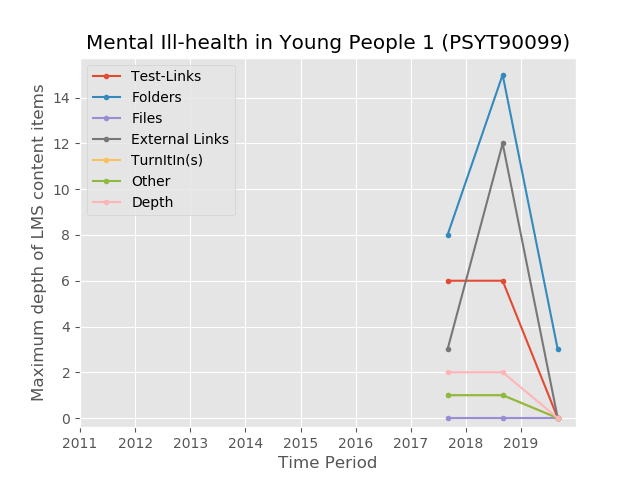 Mental Ill-health in Young People 1 (PSYT90099)
Test-Links
Folders
Files
External Links
TurnItIn(s)
Other
Depth
Maximum depth of LMS content items
14
12
10
8
6
4
2
0
2011 2012 2013 2014 2015 2016 2017 2018 2019
Time Period